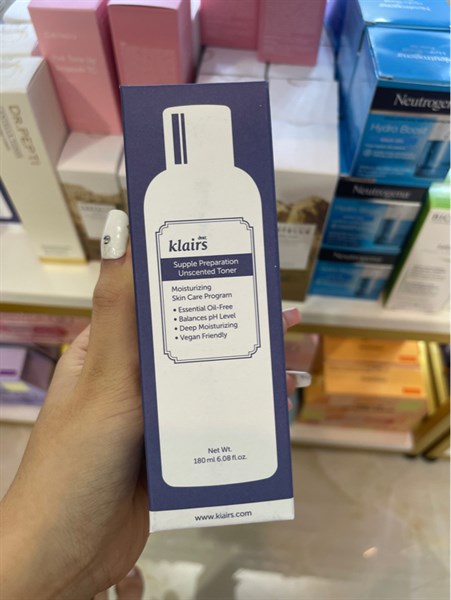 dear,
klairs
Supple Preparation
Unscented Toner
Moisturizing
Skin Care Program
• Essential Oil-Free
• Balances pH Level
• Deep Moisturizing
• Vegan Friendly
Net Wt.
180 ml 6.08 fl.oz.
www.klairs.com
DR.PEPTI
Neutrogena
Hydro Boost
Neutrogena
Neutrogena